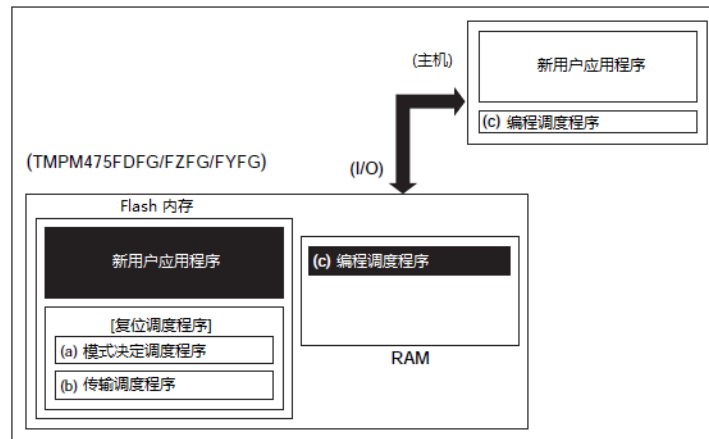 (主机)
新用户应用程序
(c) 编程调度程序
(TMPM475FDFG/FZFG/FYFG)
(I/O)
Flash 内存
新用户应用程序
[复位调度程序]
(a) 模式决定调度程序
(b) 传输调度程序
(c) 编程调度程序
RAM